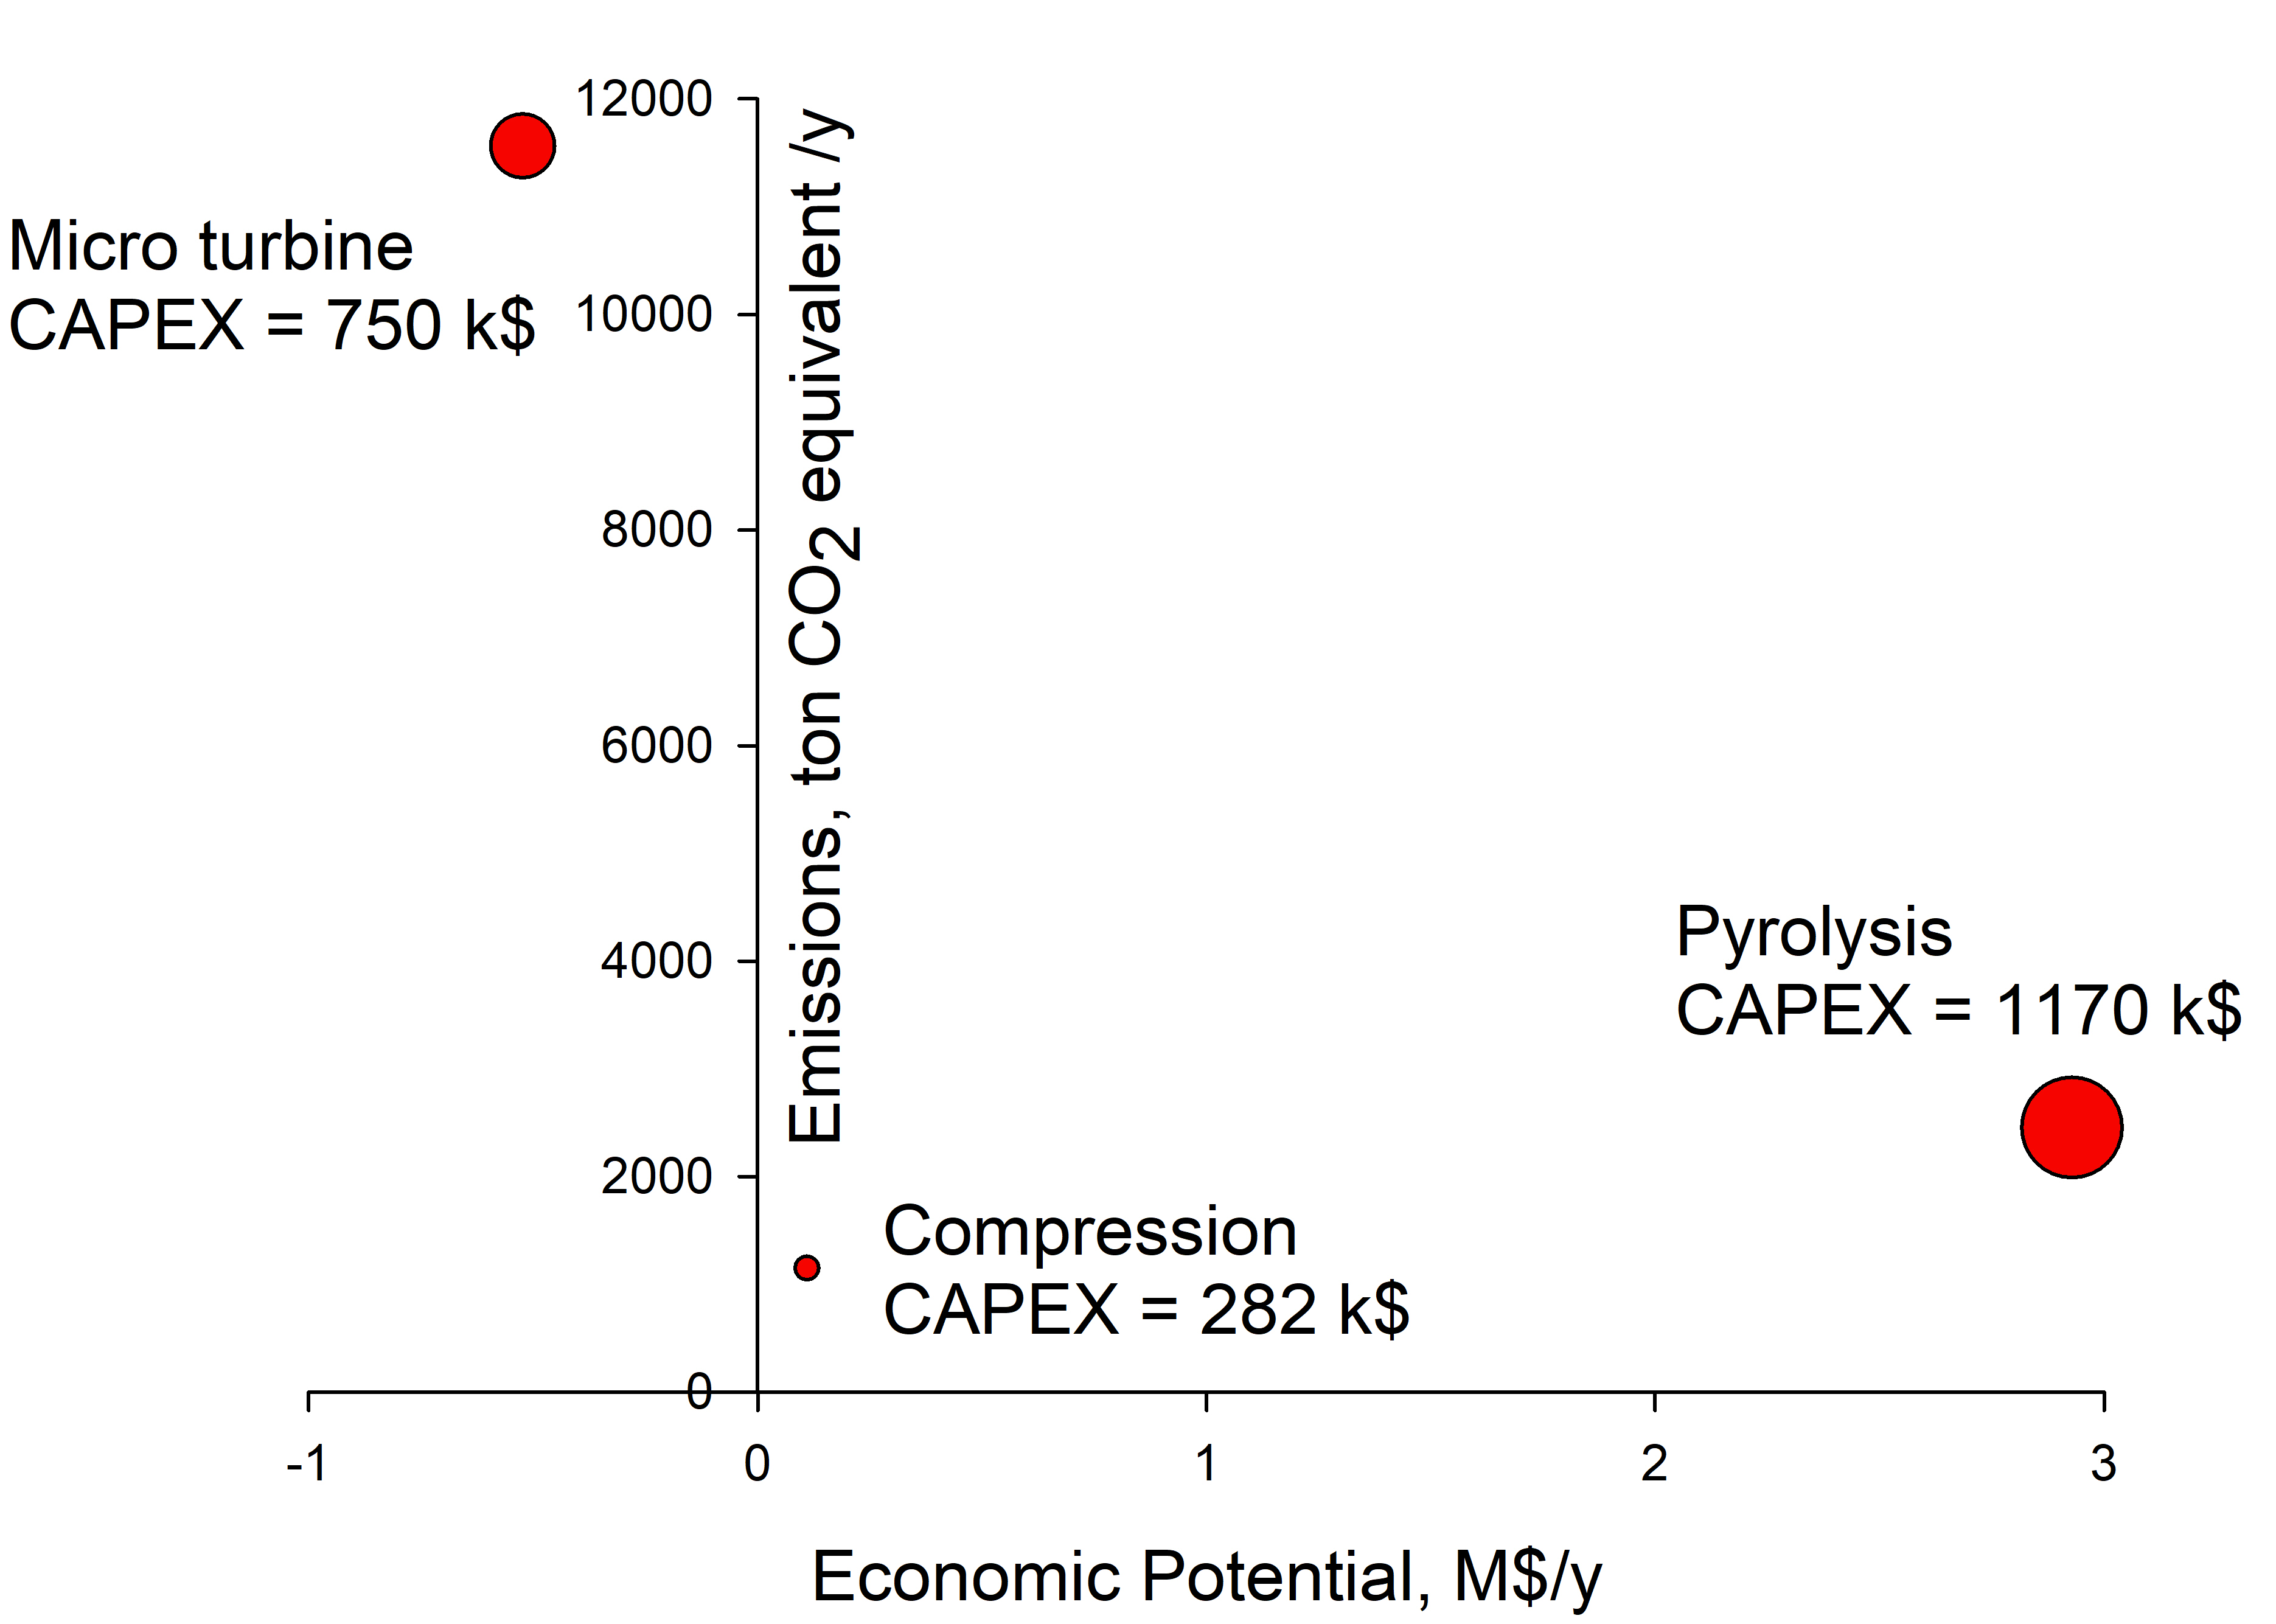 12000
Micro turbine
CAPEX = 750 k$
10000
8000
6000
4000
2000
0
Emissions, ton CO2 equivalent /y
Pyrolysis
CAPEX = 1170 k$
Compression
CAPEX = 282 k$
-1 0 1 2 3
Economic Potential, M$/y